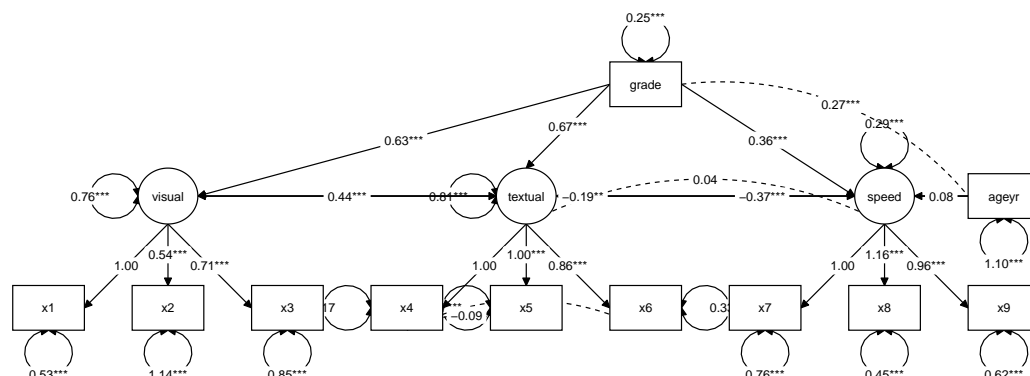 0.25***
grade
0.27***
0.29***
0.63***
0.67***
0.36***
0.04
0.76***
visual
0.44***
0.81***
textual
−0.19**
−0.37***
speed
0.08
ageyr
1.00
0.54***
0.71***
1.00
1.00***
0.86***
1.00
1.16***
0.96***
1.10***
x1
x2
x3
x4
−0.09
x5
x6
x7
x8
x9
0.53***
1.14***
0.85***
0.76***
0.45***
0.62***